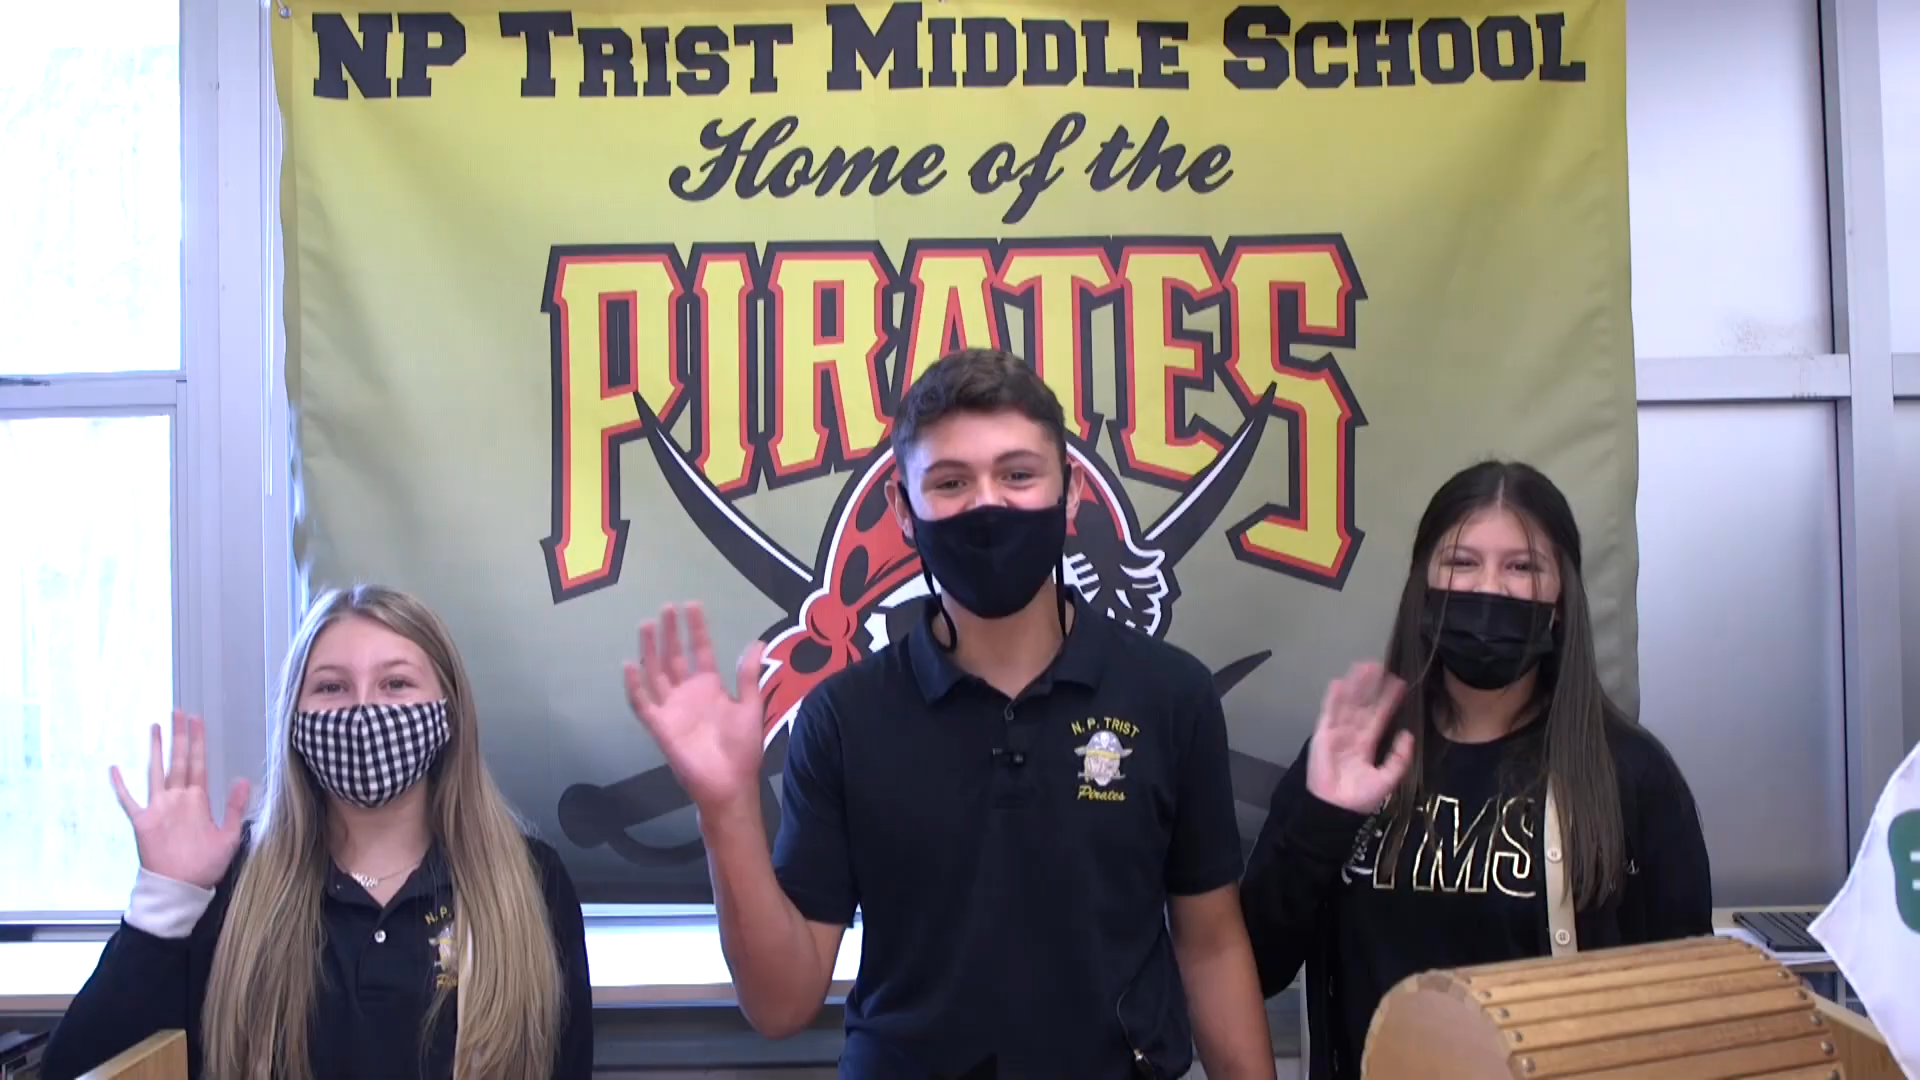 NP TRIST MIDDLE SCHOOL
Home of the
PIRATES
N. P. TRIST
Pirates
TMS
N. P.